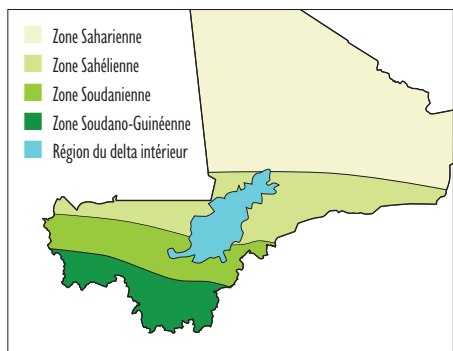 Zone Saharienne
Zone Sahélienne
Zone Soudanienne
Zone Soudano-Guinéenne
Région du delta intérieur